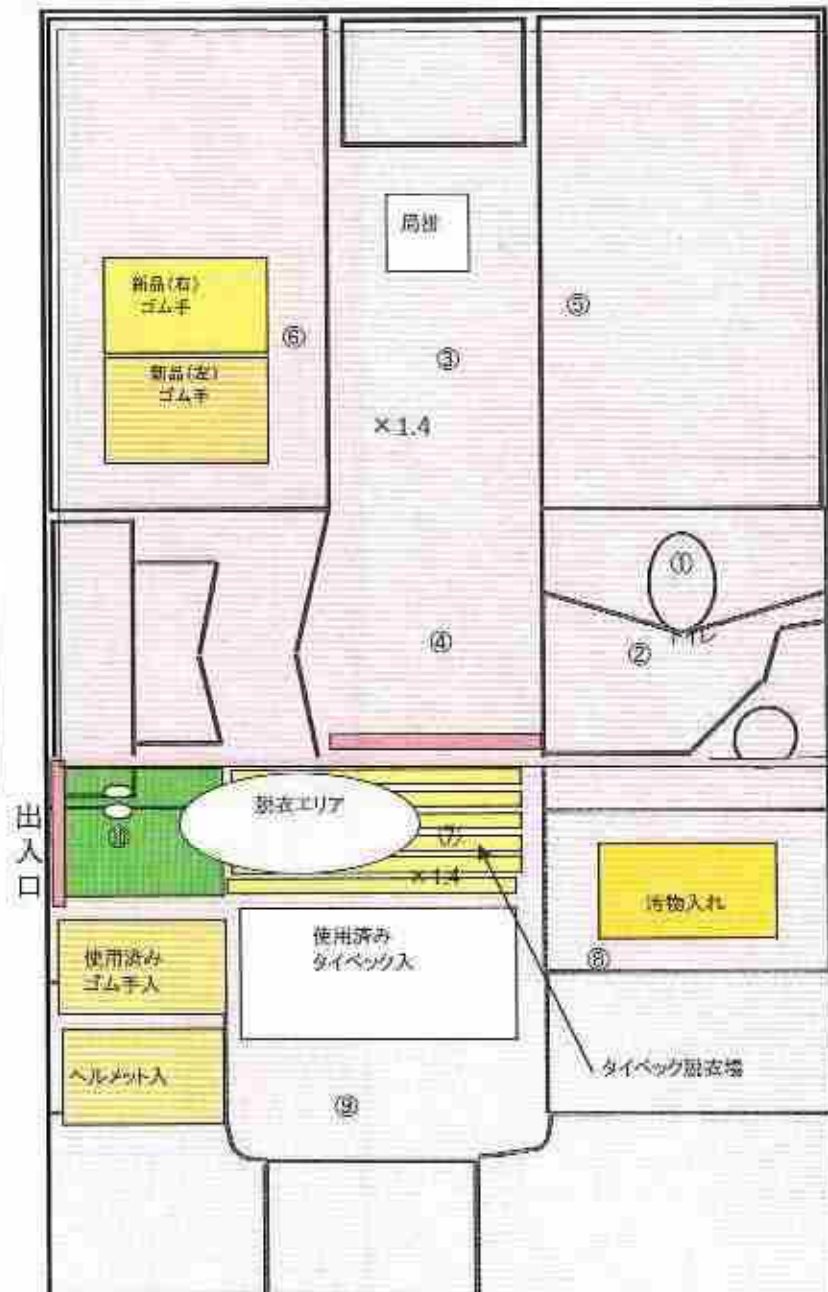 局排
新品(右)
ゴム手
⑥
⑤
③
新品(左)
ゴム手
×1.4
①
④
②
トイレ
出入口
脱衣エリア
⑩
⑦
×1.4
汚物入れ
使用済み
ゴム手入
使用済み
タイベック入
⑧
ヘルメット入
タイベック脱衣場
⑨